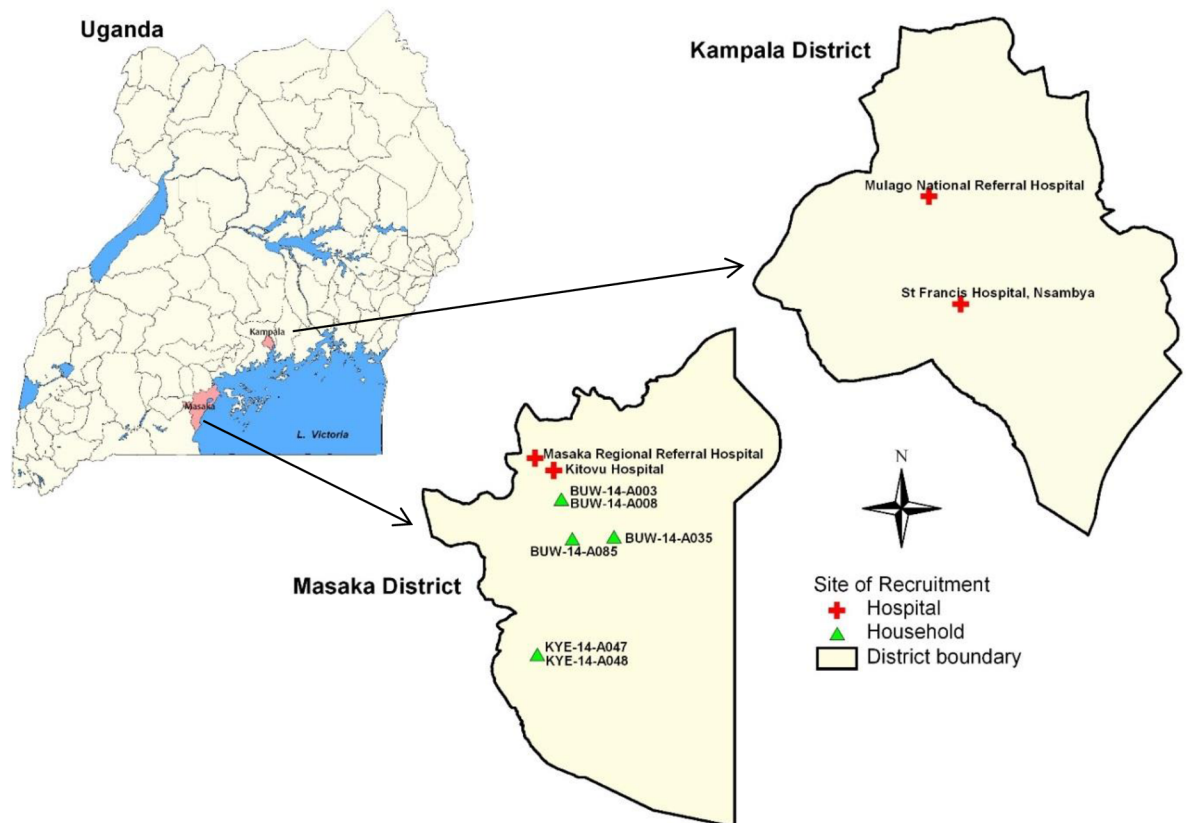 Uganda
Kampala
Masaka
L. Victoria
Kampala District
Mulago National Referral Hospital
St Francis Hospital, Nsambya
Masaka Regional Referral Hospital
Kitovu Hospital
BUW-14-A003
BUW-14-A008
BUW-14-A035
BUW-14-A085
Masaka District
KYE-14-A047
KYE-14-A048
N
Site of Recruitment
Hospital
Household
District boundary